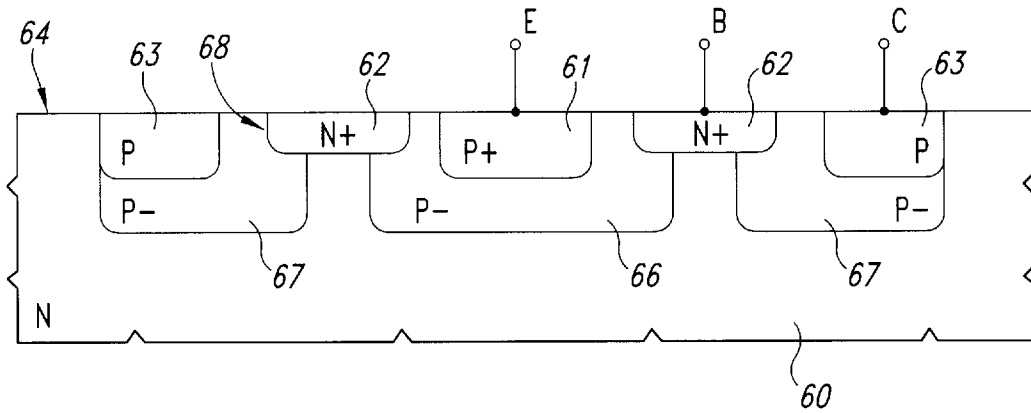 E B C
64 63 68 62 61 62 63
P N+ P+ N+ P
P- P- P-
67 66 67
N
60